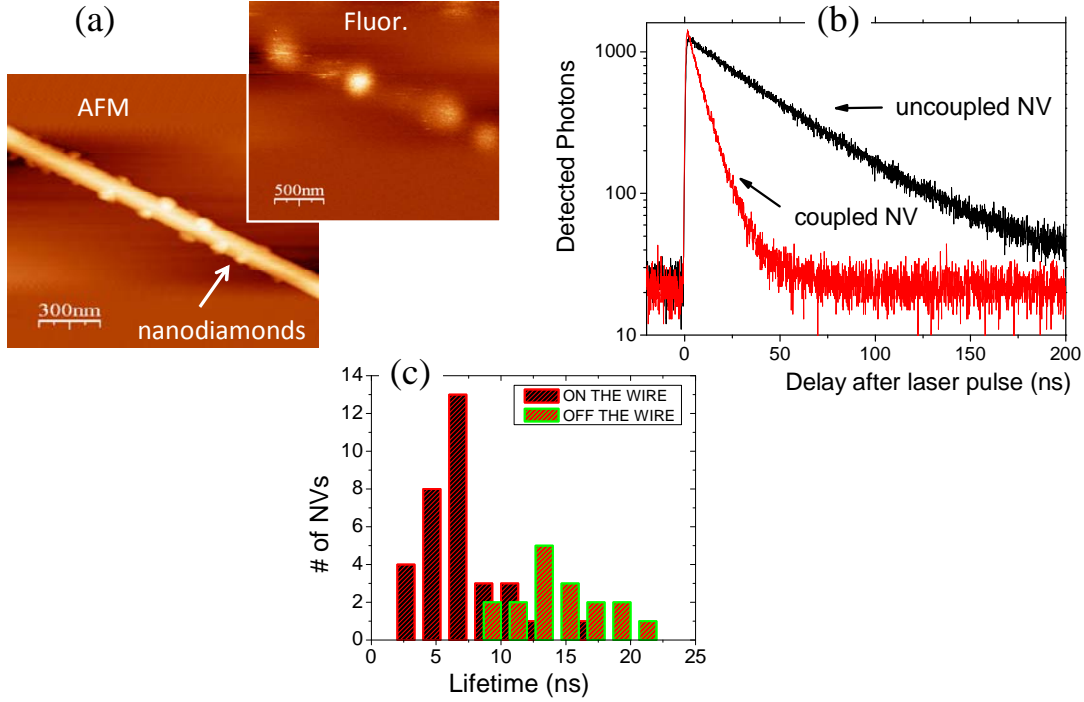 (a)
Fluor.
AFM
500nm
300nm
nanodiamonds
(b)
1000
100
10
Detected Photons
uncoupled NV
coupled NV
0
50
100
150
200
Delay after laser pulse (ns)
(c)
14
12
10
8
6
4
2
0
# of NVs
ON THE WIRE
OFF THE WIRE
0
5
10
15
20
25
Lifetime (ns)